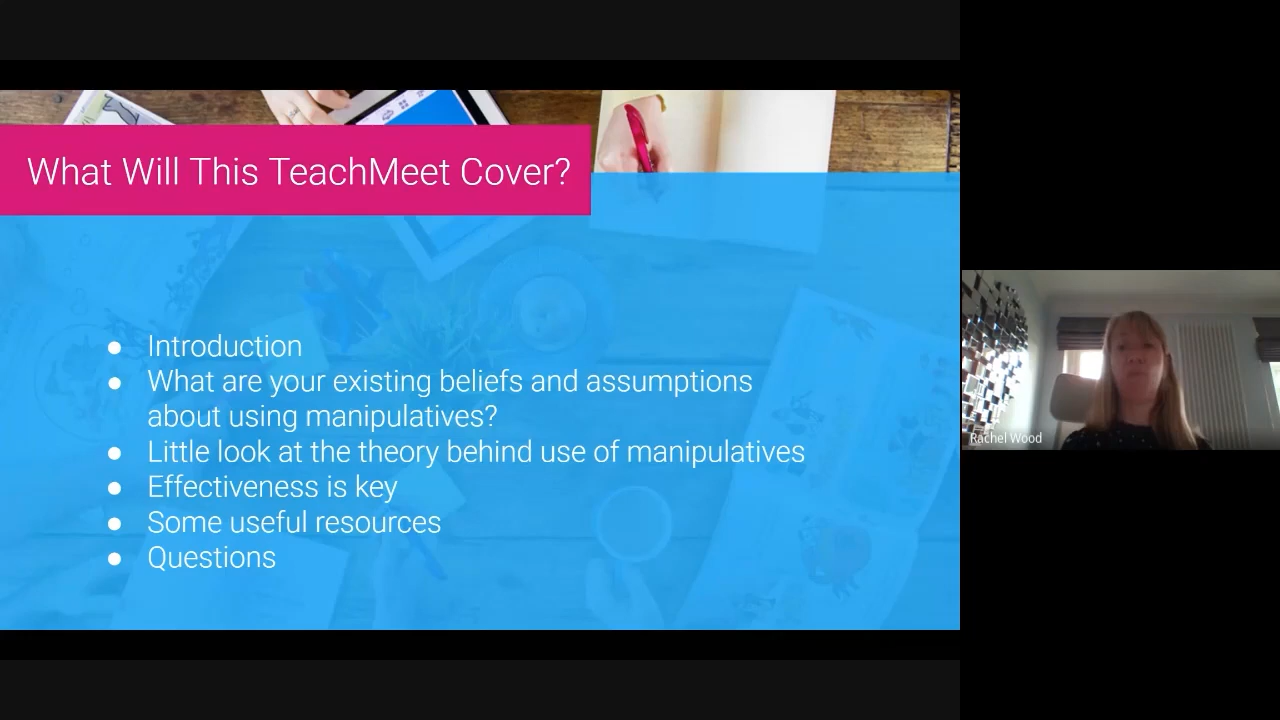 What Will This TeachMeet Cover?
● Introduction
● What are your existing beliefs and assumptions
about using manipulatives?
● Little look at the theory behind use of manipulatives
● Effectiveness is key
● Some useful resources
● Questions
Rachel Wood